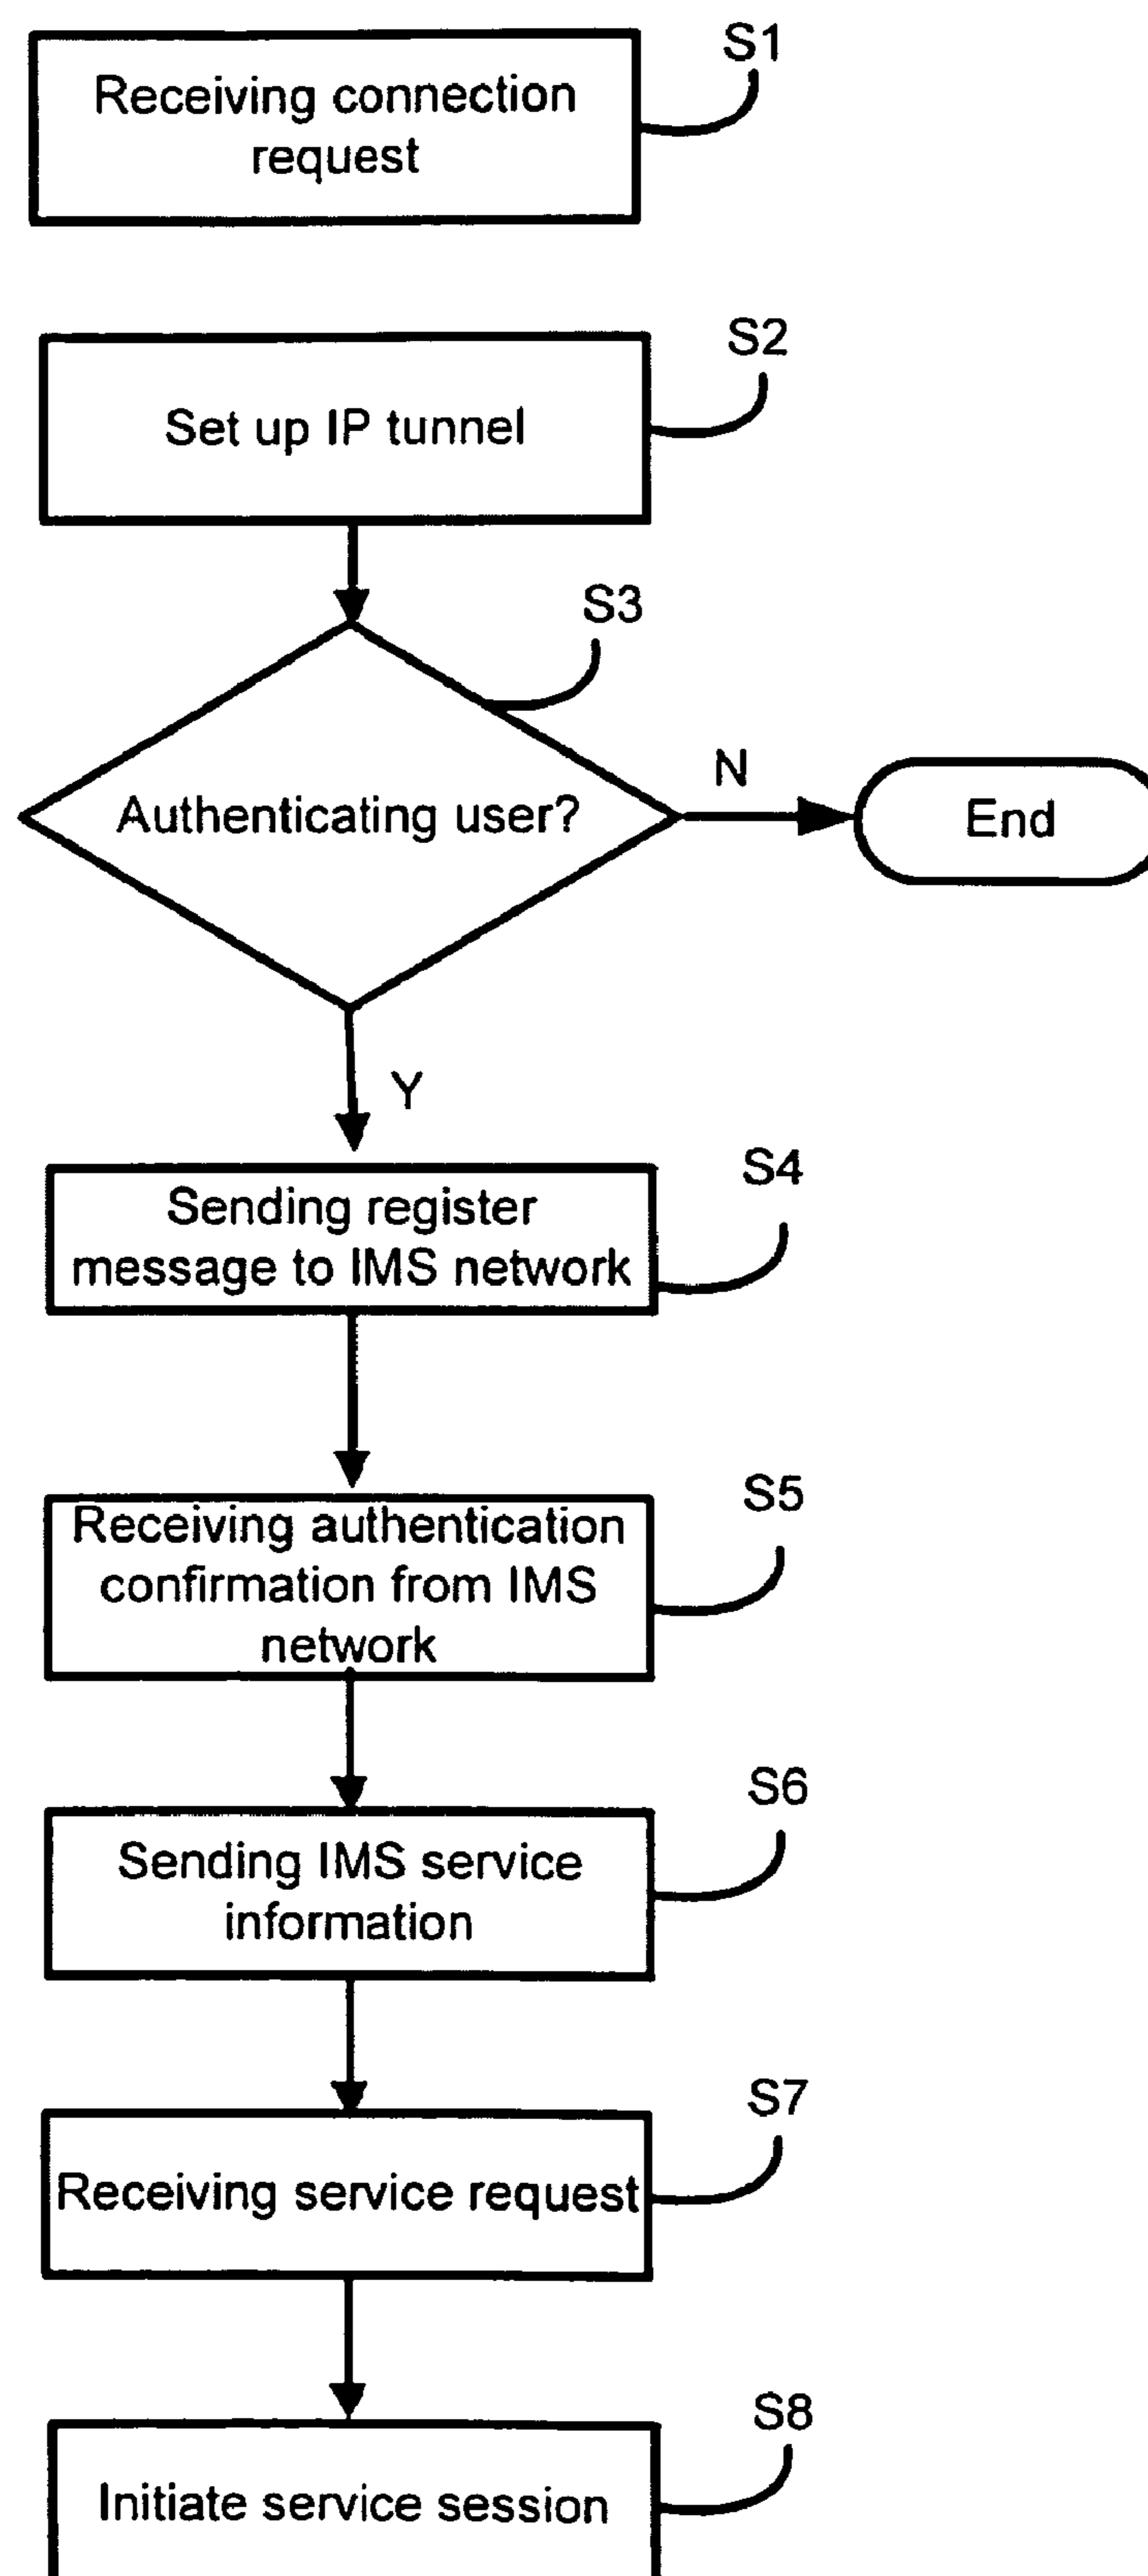 S1
Receiving connection
request
S2
Set up IP tunnel
S3
Authenticating user?
N
End
Y
S4
Sending register
message to IMS network
S5
Receiving authentication
confirmation from IMS
network
S6
Sending IMS service
information
S7
Receiving service request
S8
Initiate service session